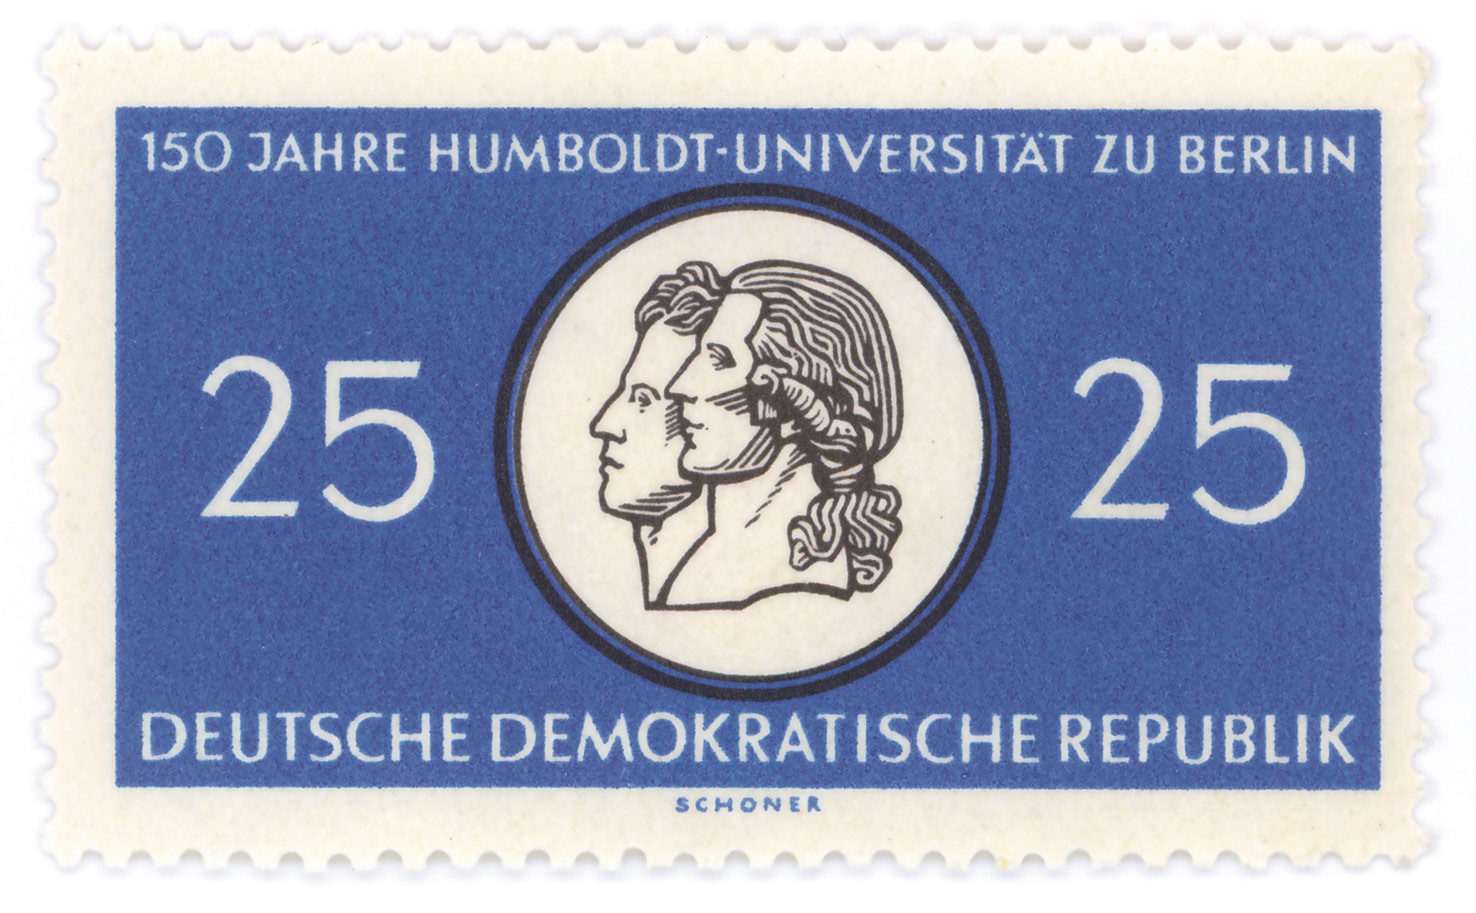 150 JAHRE HUMBOLDT-UNIVERSITÄT ZU BERLIN
25 25
DEUTSCHE DEMOKRATISCHE REPUBLIK
SCHONER